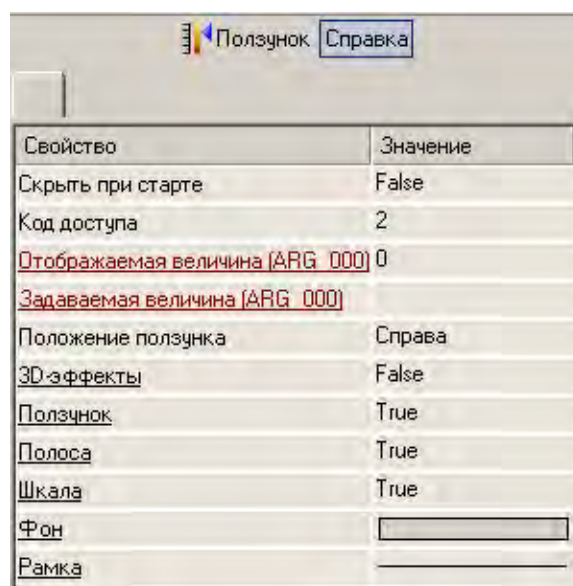 Ползунок Справка
Свойство Значение
Скрыть при старте False
Код доступа 2
Отображаемая величина (ARG_000) 0
Задаваемая величина (ARG_000)
Положение ползунка Справа
3D-эффекты False
Ползунок True
Полоса True
Шкала True
Фон
Рамка